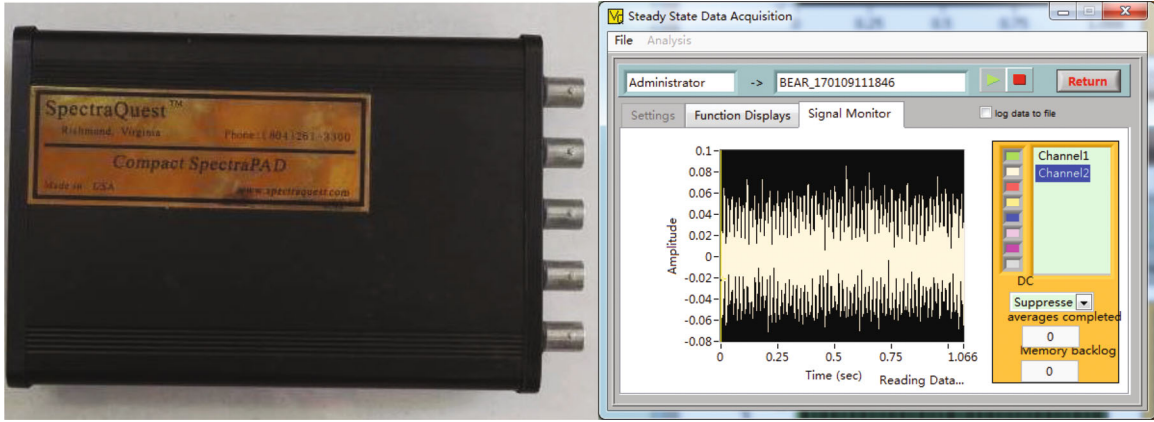 SpectraQuest™
Richmond, Virginia Phone:(804)261-3300
Compact SpectraPAD
Made in USA www.spectraquest.com
Steady State Data Acquisition
File Analysis
Administrator -> BEAR_170109111846 Return
Settings Function Displays Signal Monitor log data to file
0.1
0.08
0.06
0.04
0.02
0
-0.02
-0.04
-0.06
-0.08
Amplitude
0 0.25 0.5 0.75 1.066
Time (sec) Reading Data...
Channel1
Channel2
DC
Suppresse
averages completed
0
Memory backlog
0